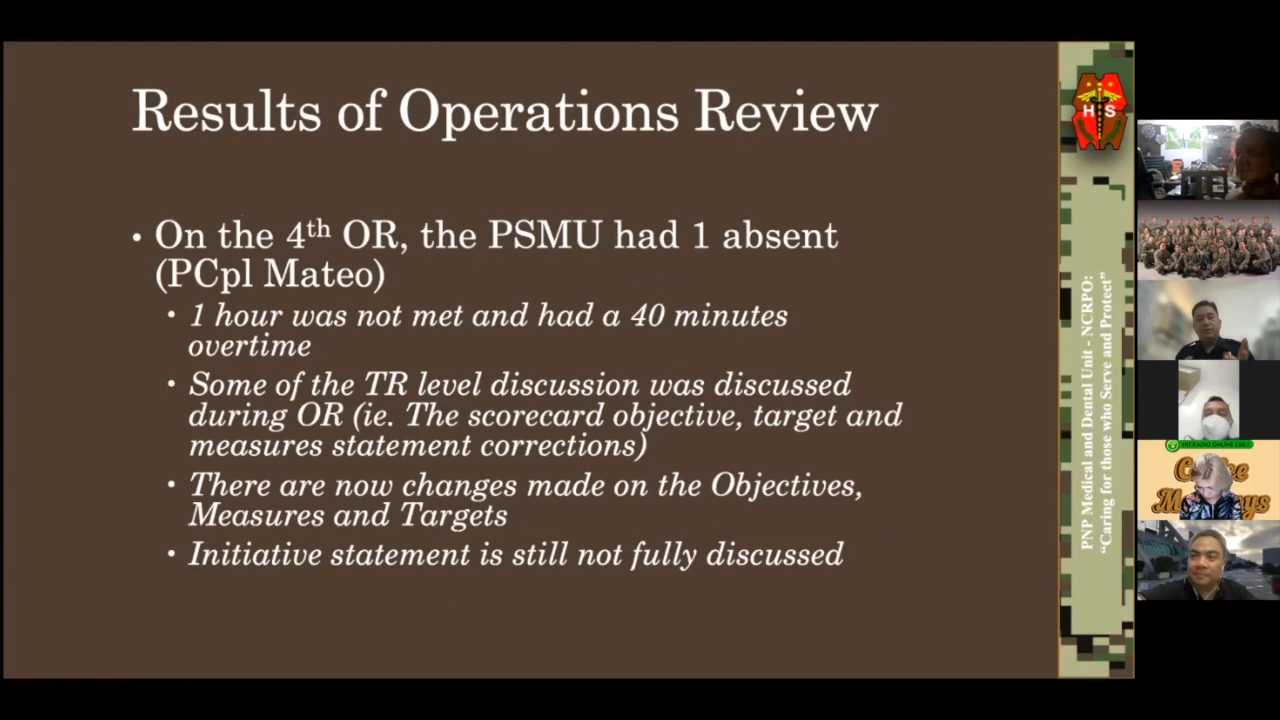 Results of Operations Review
• On the 4th OR, the PSMU had 1 absent
(PCpl Mateo)
• 1 hour was not met and had a 40 minutes
overtime
• Some of the TR level discussion was discussed
during OR (ie. The scorecard objective, target and
measures statement corrections)
• There are now changes made on the Objectives,
Measures and Targets
• Initiative statement is still not fully discussed
H S
PNP Medical and Dental Unit - NCRPO:
“Caring for those who Serve and Protect”